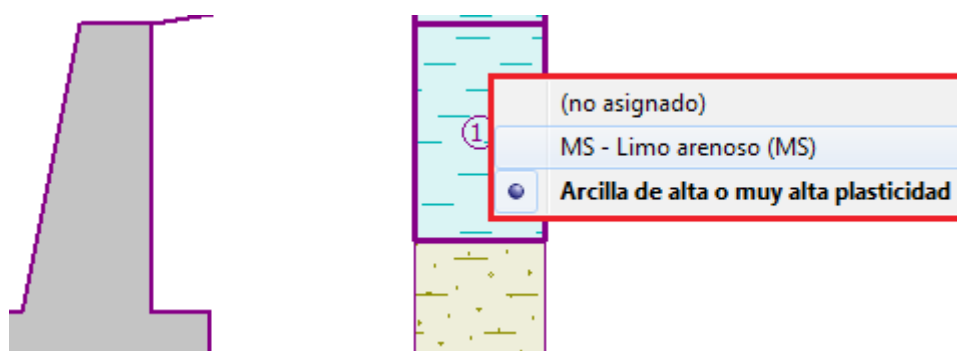 1
(no asignado)
MS - Limo arenoso (MS)
Arcilla de alta o muy alta plasticidad